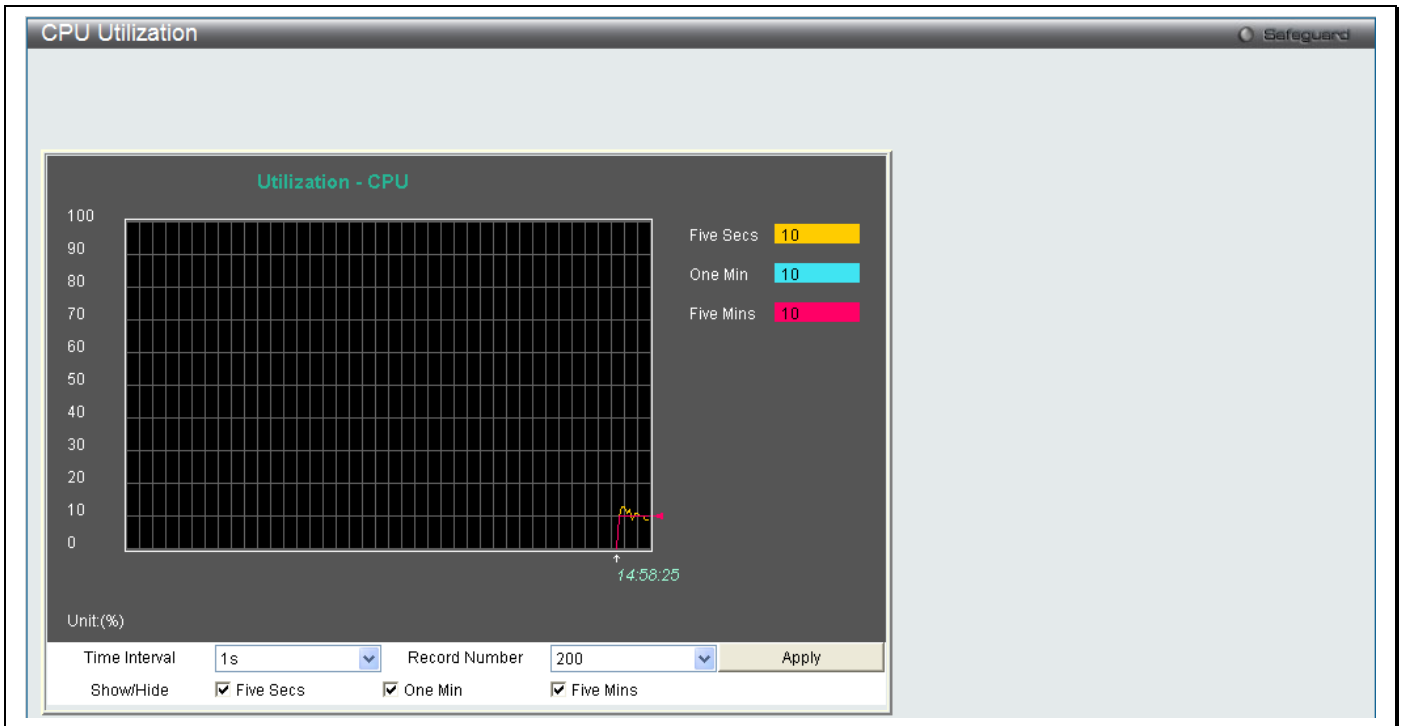 CPU Utilization
Safeguard
Utilization - CPU
100
90
80
70
60
50
40
30
20
10
0
Five Secs 10
One Min 10
Five Mins 10
14:58:25
Unit:(%)
Time Interval 1s Record Number 200 Apply
Show/Hide Five Secs One Min Five Mins